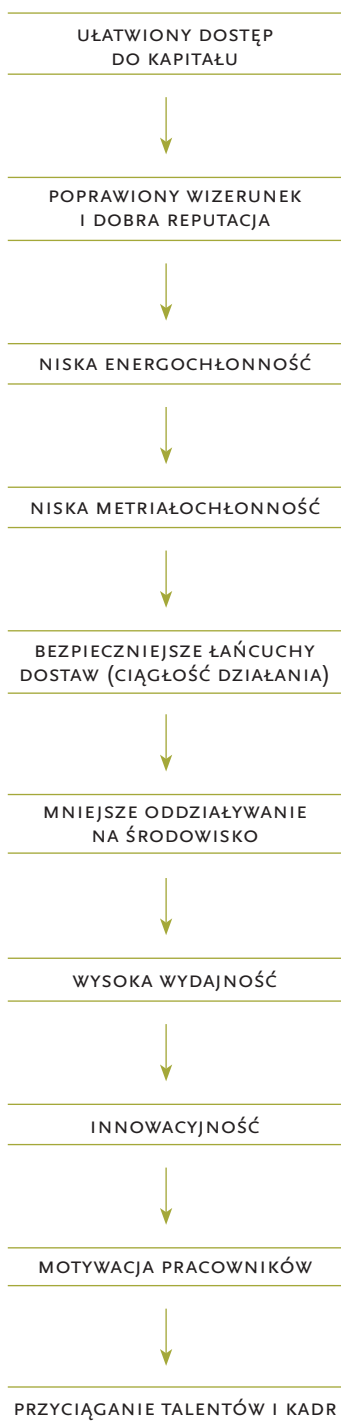 UŁATWIONY DOSTĘP
DO KAPITAŁU
POPRAWIONY WIZERUNEK
I DOBRA REPUTACJA
NISKA ENERGOCHŁONNOŚĆ
NISKA METRIAŁOCHŁONNOŚĆ
BEZPIECZNIEJSZE ŁAŃCUCHY
DOSTAW (CIĄGŁOŚĆ DZIAŁANIA)
MNIEJSZE ODDZIAŁYWANIE
NA ŚRODOWISKO
WYSOKA WYDAJNOŚĆ
INNOWACYJNOŚĆ
MOTYWACJA PRACOWNIKÓW
PRZYCIĄGANIE TALENTÓW I KADR